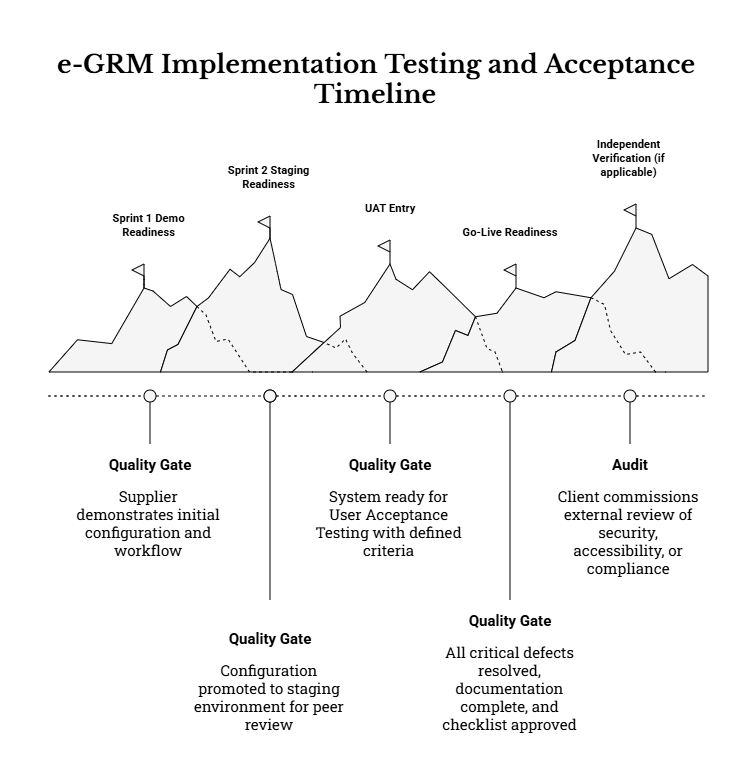 e-GRM Implementation Testing and Acceptance
Timeline
Independent
Verification (if
applicable)
Sprint 2 Staging
Readiness
UAT Entry
Sprint 1 Demo
Readiness
Go-Live Readiness
Quality Gate
Supplier
demonstrates initial
configuration and
workflow
Quality Gate
System ready for
User Acceptance
Testing with defined
criteria
Audit
Client commissions
external review of
security,
accessibility, or
compliance
Quality Gate
Configuration
promoted to staging
environment for peer
review
Quality Gate
All critical defects
resolved,
documentation
complete, and
checklist approved